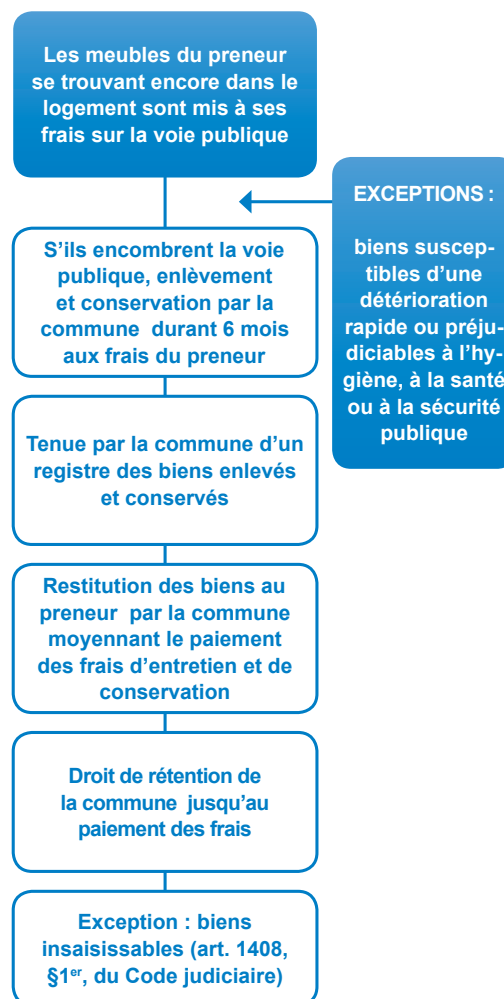 Les meubles du preneur
se trouvant encore dans le
logement sont mis à ses
frais sur la voie publique
EXCEPTIONS :
biens suscep-
tibles d’une
détérioration
rapide ou préju-
diciables à l’hy-
giène, à la santé
ou à la sécurité
publique
S’ils encombrent la voie
publique, enlèvement
et conservation par la
commune durant 6 mois
aux frais du preneur
Tenue par la commune d’un
registre des biens enlevés
et conservés
Restitution des biens au
preneur par la commune
moyennant le paiement
des frais d’entretien et de
conservation
Droit de rétention de
la commune jusqu’au
paiement des frais
Exception : biens
insaisissables (art. 1408,
§1er, du Code judiciaire)